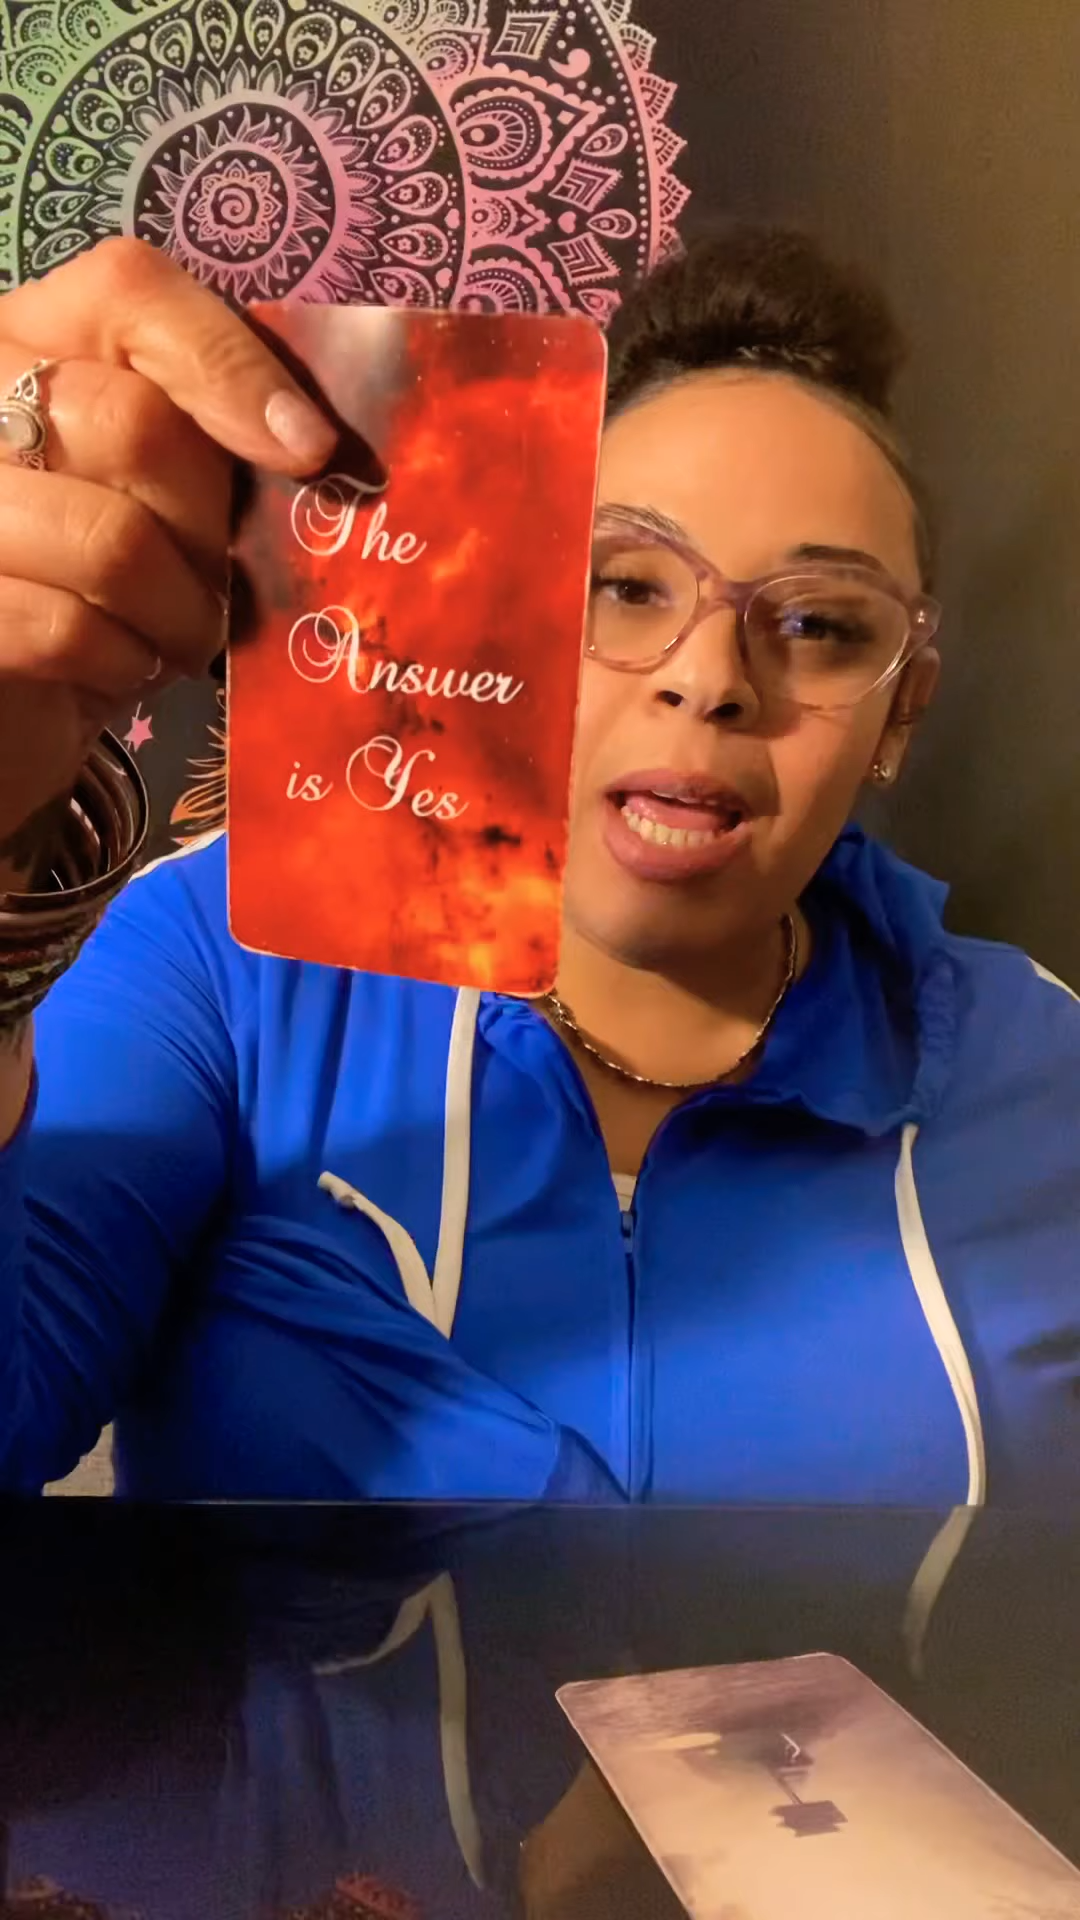 The
Answer
is Yes